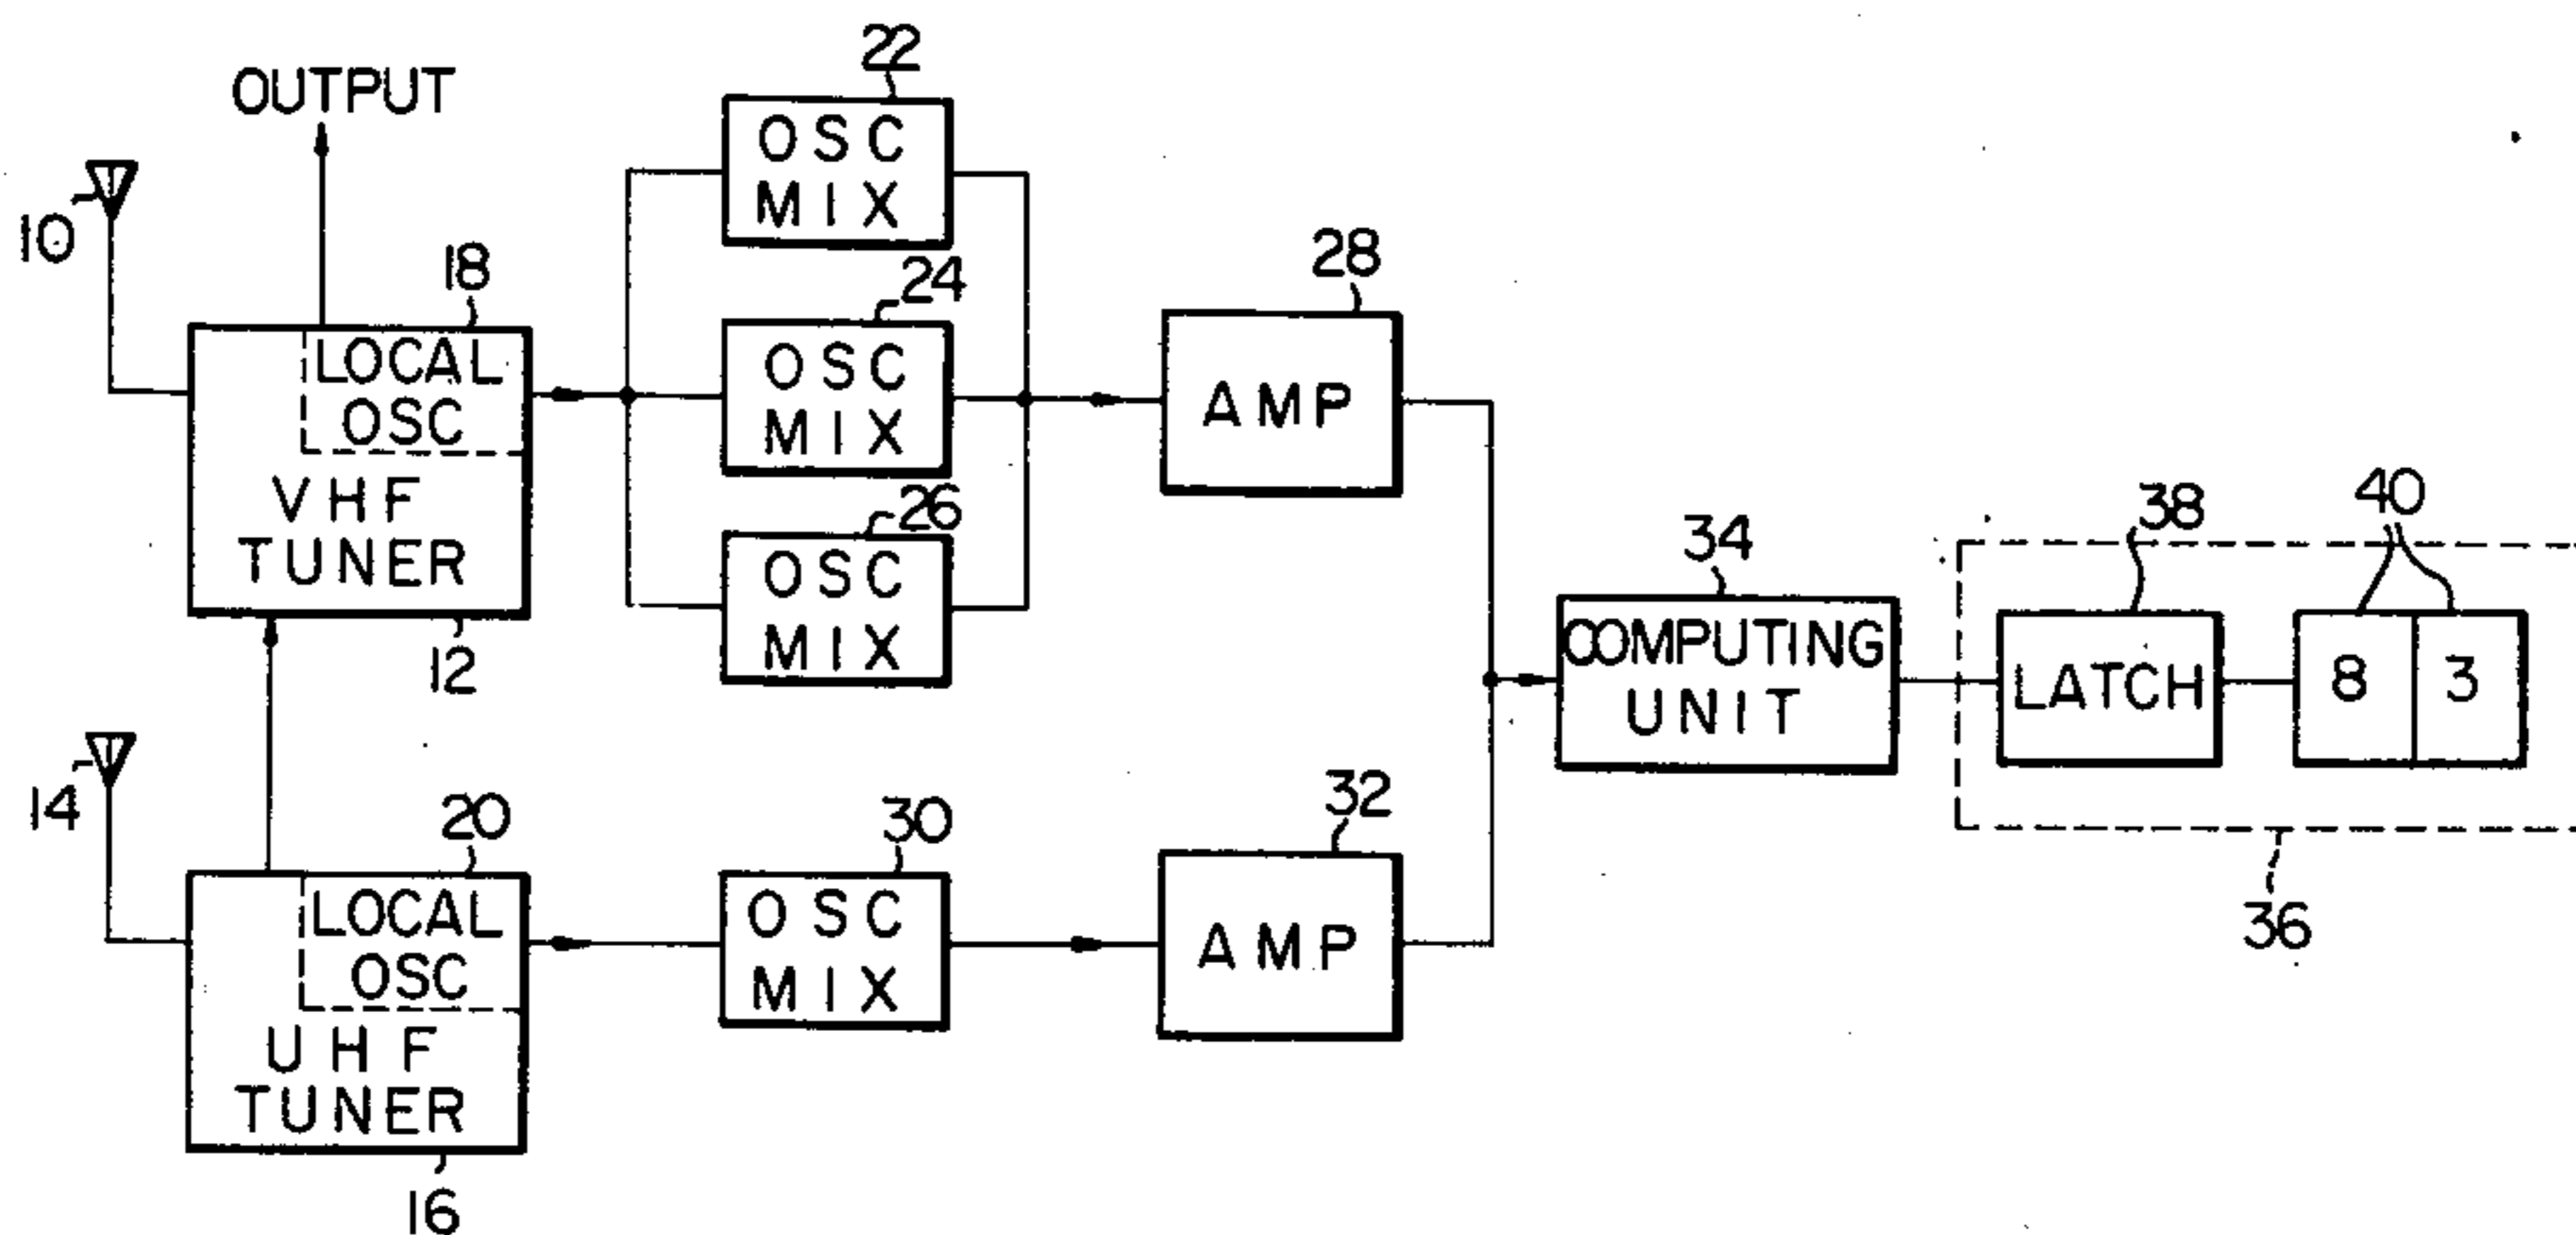 OUTPUT
10
18
LOCAL
OSC
VHF
TUNER
12
22
OSC
MIX
24
OSC
MIX
26
OSC
MIX
28
AMP
14
20
LOCAL
OSC
UHF
TUNER
16
30
OSC
MIX
32
AMP
34
COMPUTING
UNIT
38
LATCH
40
8 3
36